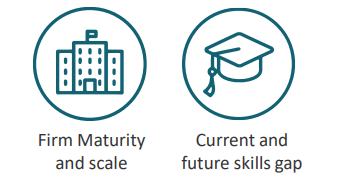 Firm Maturity
and scale
Current and
future skills gap